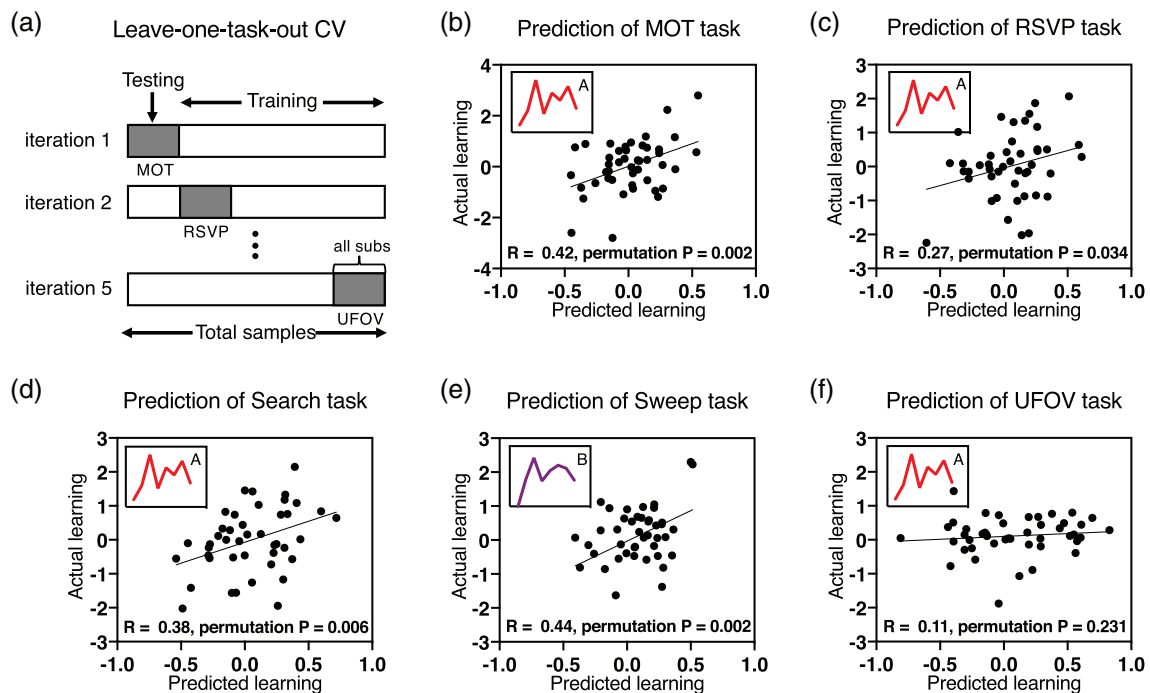 (a)
Leave-one-task-out CV
Testing
Training
iteration 1
MOT
iteration 2
RSVP
all subs
iteration 5
UFOV
Total samples
(b)
Prediction of MOT task
A
4
2
0
-2
4
Actual learning
R = 0.42, permutation P = 0.002
-1.0 -0.5 0.0 0.5 1.0
Predicted learning
(c)
Prediction of RSVP task
A
3
2
1
0
-1
-2
-3
Actual learning
R = 0.27, permutation P = 0.034
-1.0 -0.5 0.0 0.5 1.0
Predicted learning
(d)
Prediction of Search task
A
3
2
1
0
-1
-2
-3
Actual learning
R = 0.38, permutation P = 0.006
-1.0 -0.5 0.0 0.5 1.0
Predicted learning
(e)
Prediction of Sweep task
B
3
2
1
0
-1
-2
-3
Actual learning
R = 0.44, permutation P = 0.002
-1.0 -0.5 0.0 0.5 1.0
Predicted learning
(f)
Prediction of UFOV task
A
3
2
1
0
-1
-2
-3
Actual learning
R = 0.11, permutation P = 0.231
-1.0 -0.5 0.0 0.5 1.0
Predicted learning